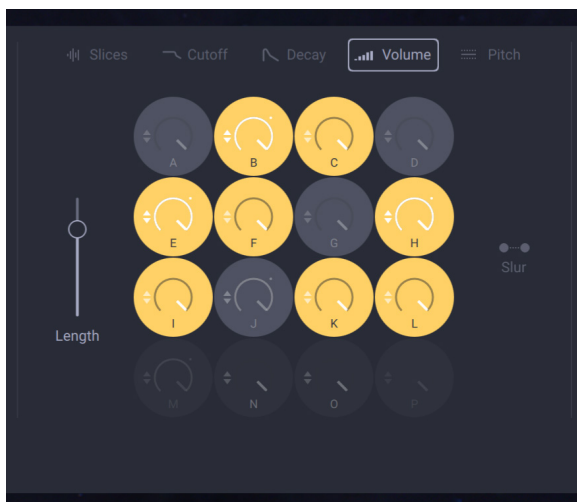 Slices Cutoff Decay Volume Pitch
A B C D
E F G H
Slur
I J K L
Length
M N O P